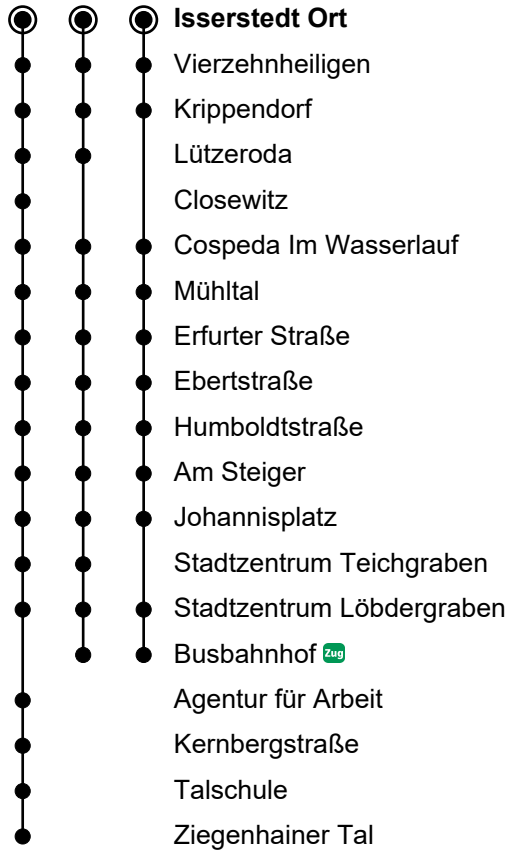 Isserstedt Ort
Vierzehnheiligen
Krippendorf
Lützeroda
Closewitz
Cospeda Im Wasserlauf
Mühltal
Erfurter Straße
Ebertstraße
Humboldtstraße
Am Steiger
Johannisplatz
Stadtzentrum Teichgraben
Stadtzentrum Löbdergraben
Busbahnhof Zug
Agentur für Arbeit
Kernbergstraße
Talschule
Ziegenhainer Tal